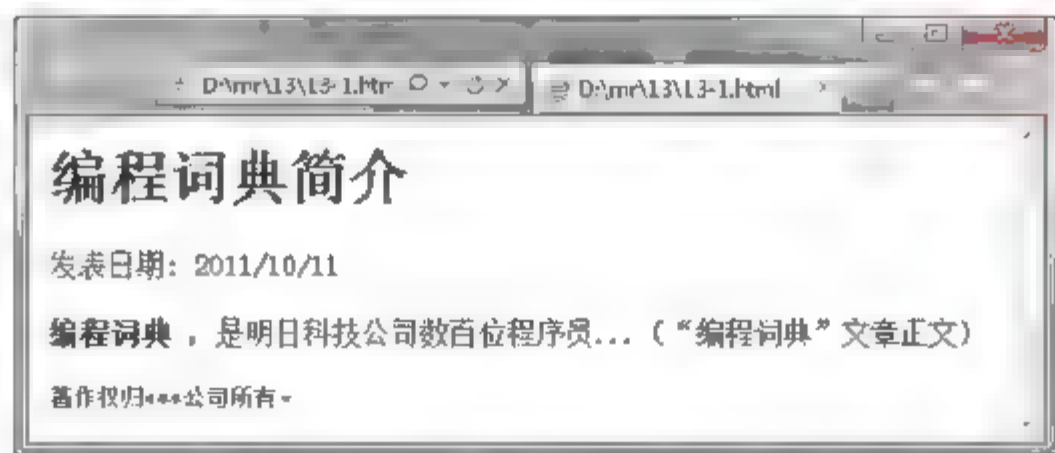 D:\mr\13\13-1.htm D:\mr\13\13-1.html
编程词典简介
发表日期: 2011/10/11
编程词典，是明日科技公司数百位程序员...（“编程词典”文章正文）
著作权归***公司所有。